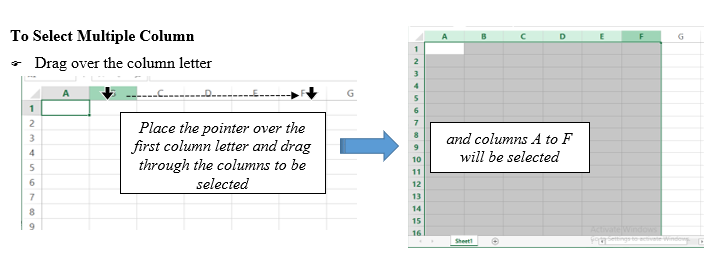 To Select Multiple Column
☞ Drag over the column letter
A C D E F G
1
2
3
4
5
6
7
8
9
Place the pointer over the
first column letter and drag
through the columns to be
selected
A B C D E F G
1
2
3
4
5
6
7
8
9
10
11
12
13
14
15
16
and columns A to F
will be selected
Activate Windows
Go to Settings to activate Windows.
Sheet1